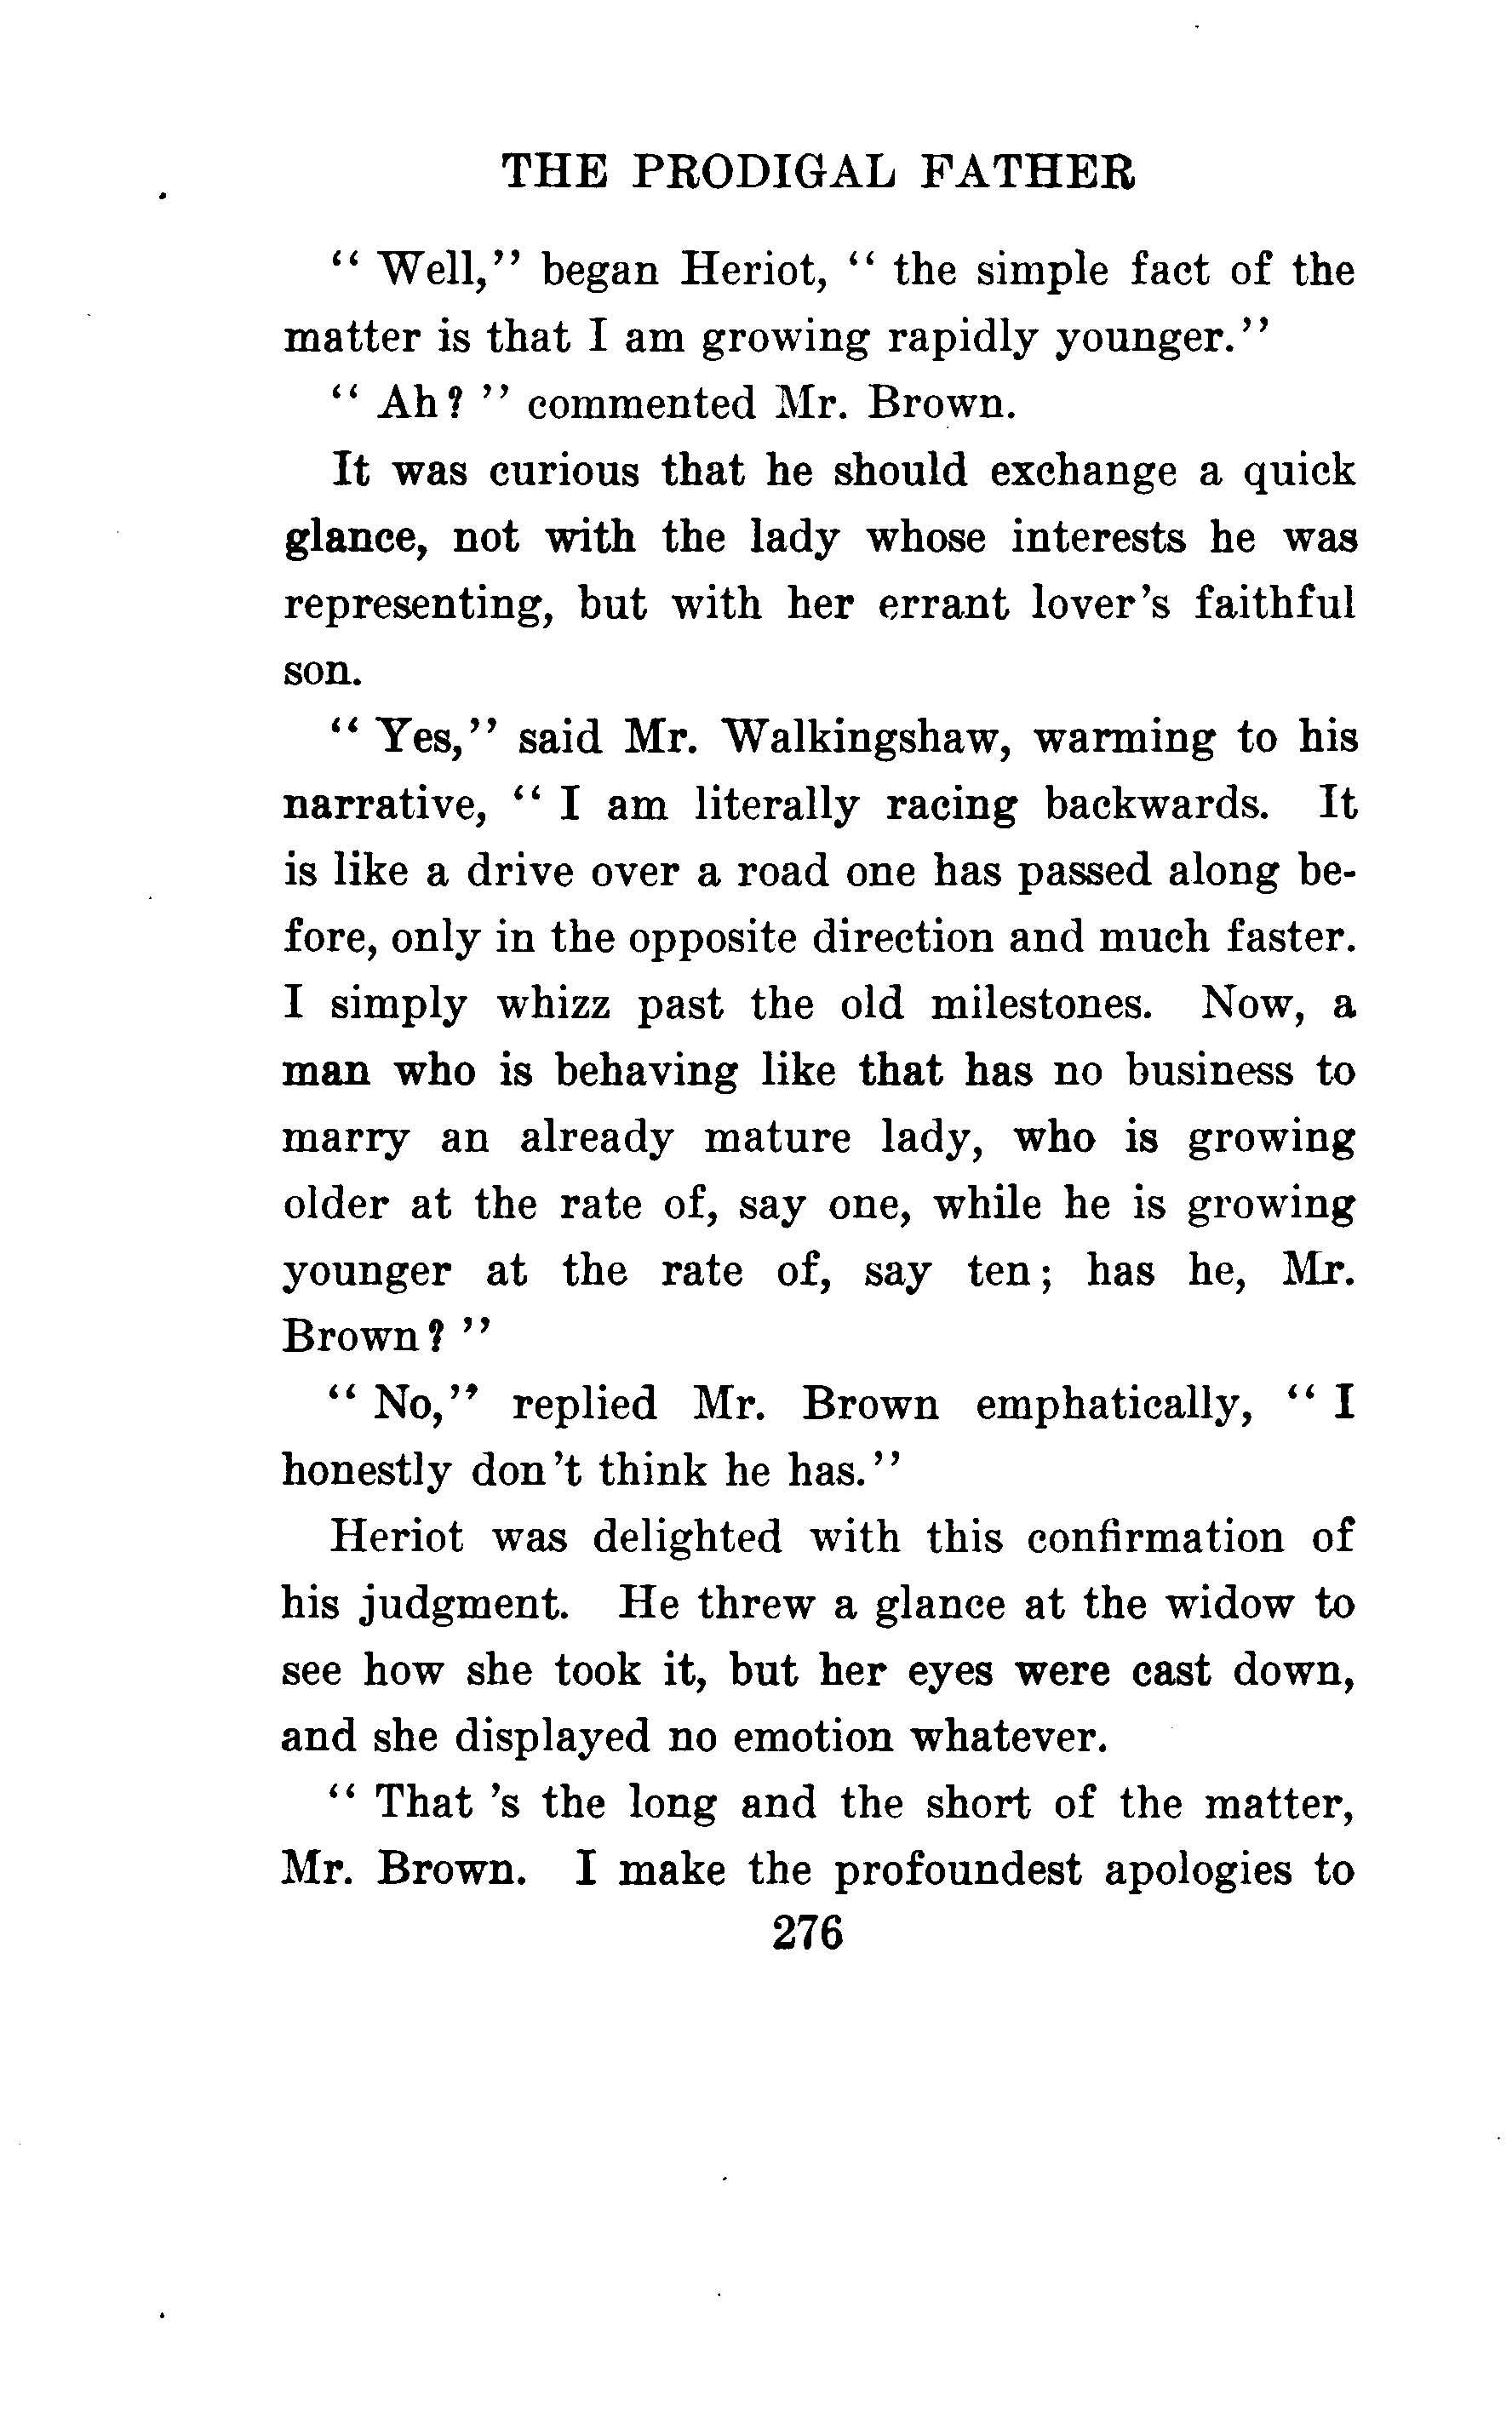 THE PRODIGAL FATHER
“ Well,” began Heriot, “ the simple fact of the
matter is that I am growing rapidly younger.”
“ Ah? ” commented Mr. Brown.
It was curious that he should exchange a quick
glance, not with the lady whose interests he was
representing, but with her errant lover's faithful
son.
“ Yes,” said Mr. Walkingshaw, warming to his
narrative, “ I am literally racing backwards. It
is like a drive over a road one has passed along be-
fore, only in the opposite direction and much faster.
I simply whizz past the old milestones. Now, a
man who is behaving like that has no business to
marry an already mature lady, who is growing
older at the rate of, say one, while he is growing
younger at the rate of, say ten; has he, Mr.
Brown? ”
“ No,” replied Mr. Brown emphatically, “ I
honestly don't think he has.”
Heriot was delighted with this confirmation of
his judgment. He threw a glance at the widow to
see how she took it, but her eyes were cast down,
and she displayed no emotion whatever.
“ That 's the long and the short of the matter,
Mr. Brown. I make the profoundest apologies to
276